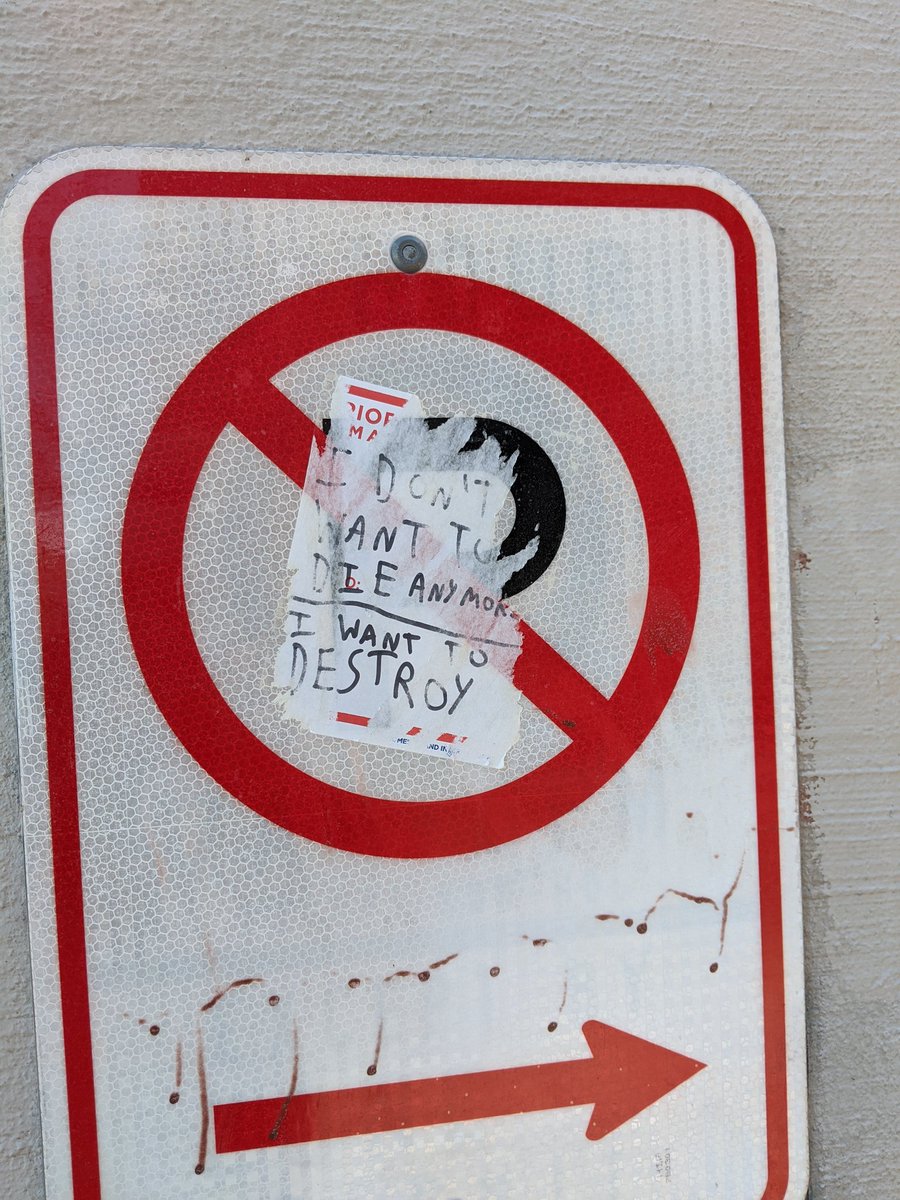 I DON'T
WANT TO
DIE ANYMORE
I WANT TO
DESTROY